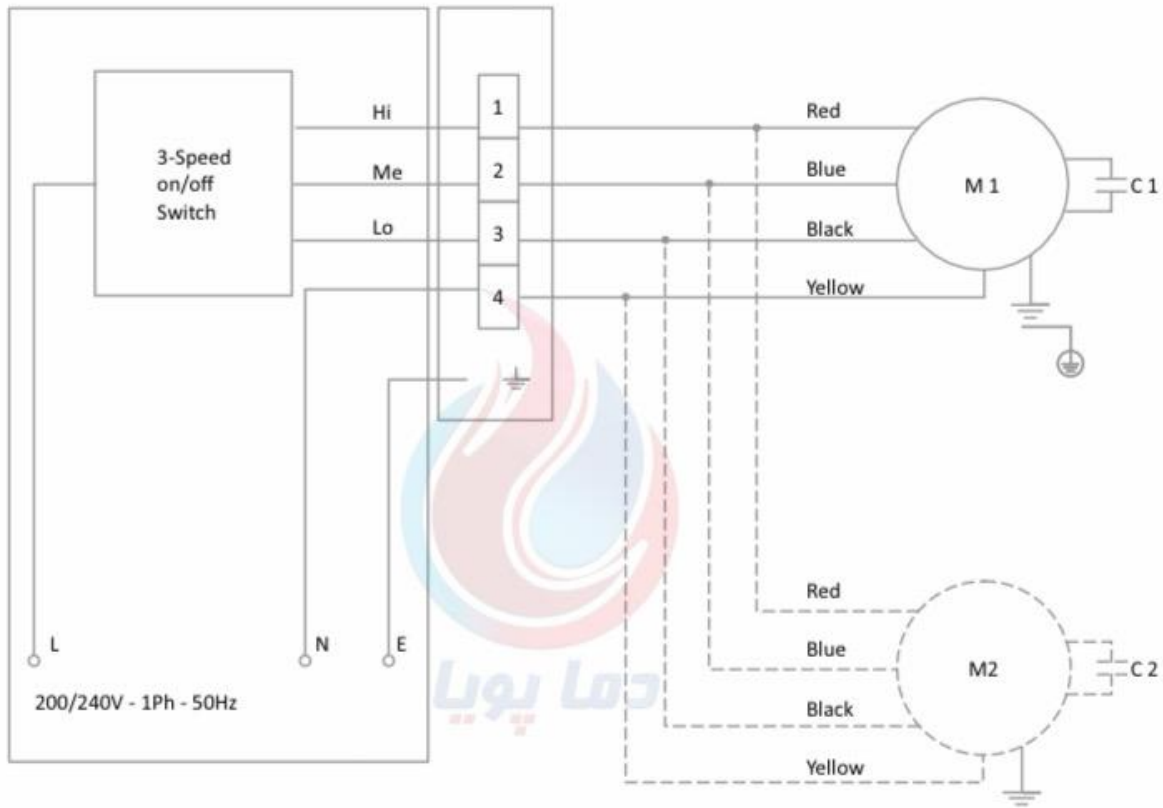 3-Speed
on/off
Switch
Hi
Me
Lo
1
2
3
4
Red
Blue
Black
Yellow
M 1
C 1
L
N
E
200/240V - 1Ph - 50Hz
دما پویا
Red
Blue
Black
Yellow
M2
C 2